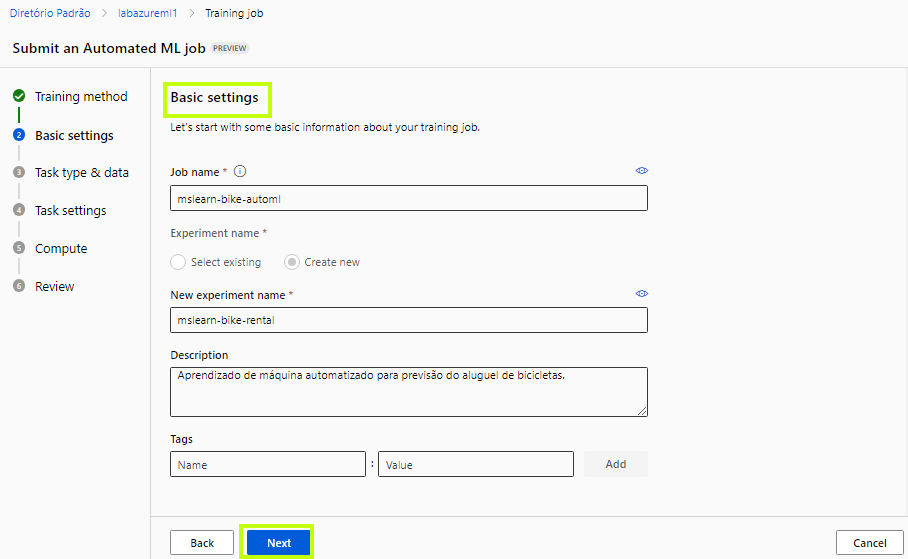 Diretório Padrão > labazureml1 > Training job
Submit an Automated ML job PREVIEW
Training method
2 Basic settings
3 Task type & data
4 Task settings
5 Compute
6 Review
Basic settings
Let's start with some basic information about your training job.
Job name *
mslearn-bike-automl
Experiment name *
Select existing Create new
New experiment name *
mslearn-bike-rental
Description
Aprendizado de máquina automatizado para previsão do aluguel de bicicletas.
Tags
Name : Value Add
Back Next Cancel